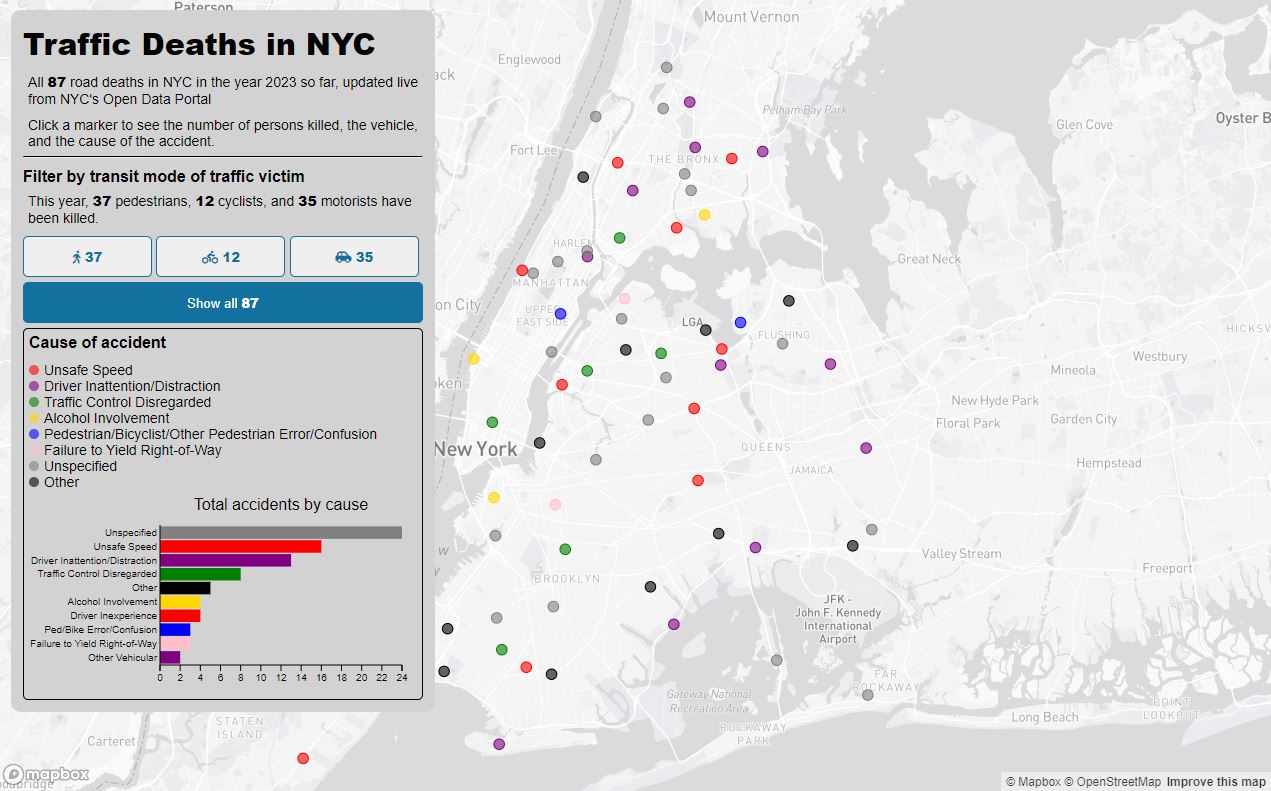 Paterson
Mount Vernon
Traffic Deaths in NYC
Englewood
ack
All 87 road deaths in NYC in the year 2023 so far, updated live
from NYC's Open Data Portal
Pelham Bay Park
Glen Cove
Oyster B
Click a marker to see the number of persons killed, the vehicle,
and the cause of the accident.
Fort Lee
THE BRONX
Filter by transit mode of traffic victim
This year, 37 pedestrians, 12 cyclists, and 35 motorists have
been killed.
37
12
35
HARLEM
Great Neck
MANHATTAN
Show all 87
on City
UPPER
EAST SIDE
LGA
FLUSHING
HICKSV
Cause of accident
Unsafe Speed
Driver Inattention/Distraction
Traffic Control Disregarded
Alcohol Involvement
Pedestrian/Bicyclist/Other Pedestrian Error/Confusion
Failure to Yield Right-of-Way
Unspecified
Other
Westbury
Mineola
oken
New Hyde Park
Garden City
Floral Park
New York
QUEENS
JAMAICA
Hempstead
Total accidents by cause
Unspecified
Unsafe Speed
Driver Inattention/Distraction
Traffic Control Disregarded
Other
Alcohol Involvement
Driver Inexperience
Ped/Bike Error/Confusion
Failure to Yield Right-of-Way
Other Vehicular
0 2 4 6 8 10 12 14 16 18 20 22 24
w
Valley Stream
Freeport
BROOKLYN
JFK -
John F. Kennedy
International
Airport
FAR
ROCKAWAY
Gateway National
Recreation Area
POINT
LOOKOUT
Long Beach
STATEN
ISLAND
ROCKAWAY
PARK
Carteret
mapbox
oodbridge
© Mapbox © OpenStreetMap Improve this map